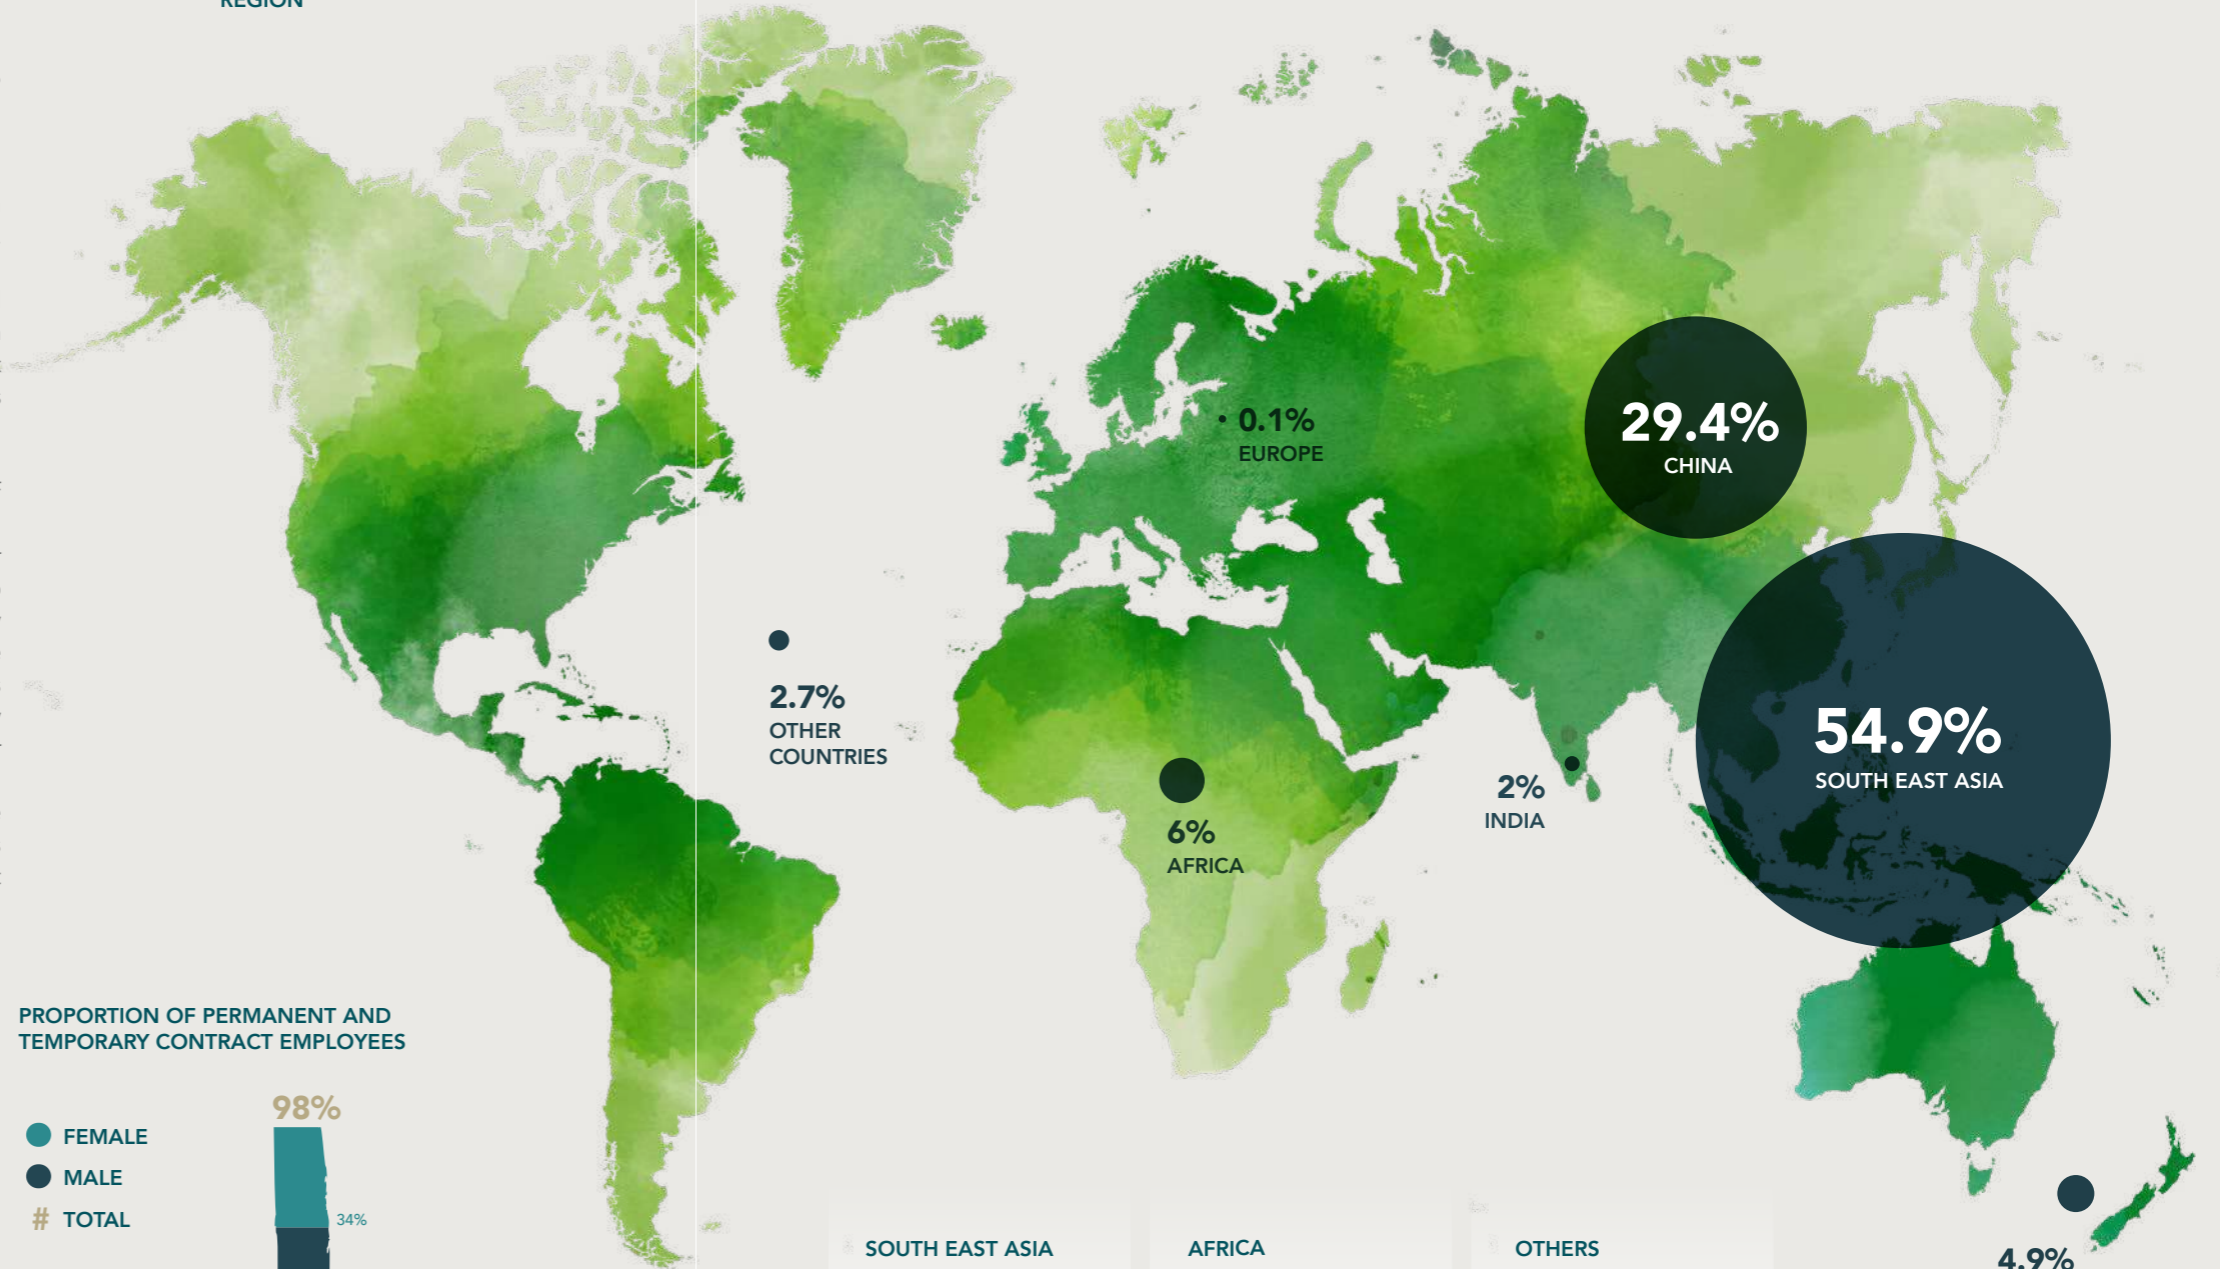 REGION
0.1%
EUROPE
29.4%
CHINA
2.7%
OTHER
COUNTRIES
54.9%
SOUTH EAST ASIA
2%
INDIA
6%
AFRICA
PROPORTION OF PERMANENT AND
TEMPORARY CONTRACT EMPLOYEES
98%
FEMALE
MALE
# TOTAL
34%
SOUTH EAST ASIA
AFRICA
OTHERS
4.9%